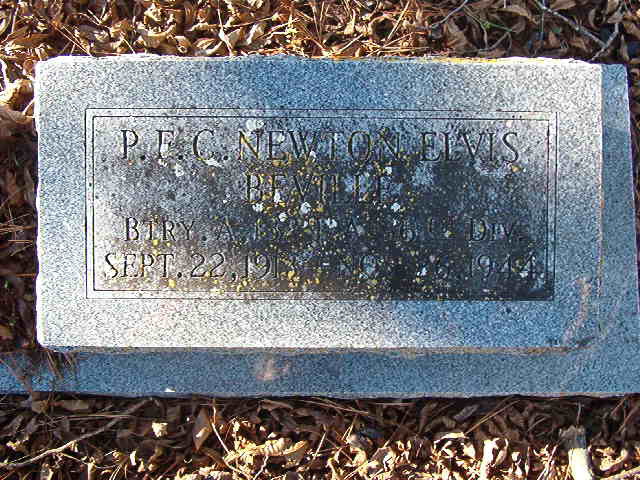 P.F.C. NEWTON ELVIS
BEVILLE
BTRY. A. DIV.
SEPT. 22, 1944